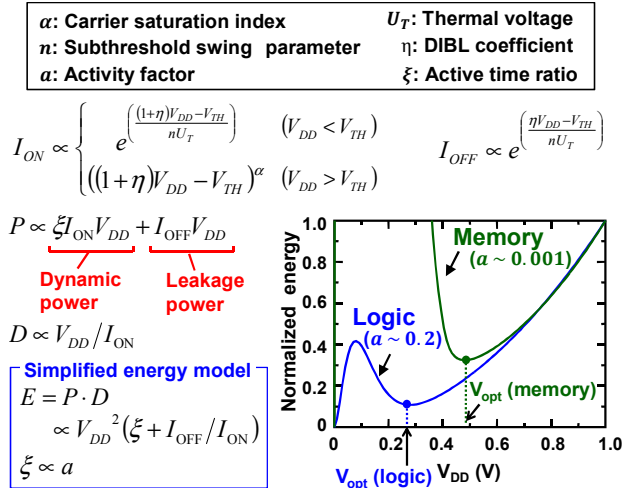 α: Carrier saturation index
U_T: Thermal voltage
n: Subthreshold swing parameter
η: DIBL coefficient
a: Activity factor
ξ: Active time ratio
I_ON ∝ { e^(((1+η)V_DD−V_TH)/(nU_T)) (V_DD < V_TH)
((1+η)V_DD−V_TH)^α (V_DD > V_TH)
I_OFF ∝ e^((ηV_DD−V_TH)/(nU_T))
P ∝ ξI_ON V_DD + I_OFF V_DD
Dynamic power
Leakage power
D ∝ V_DD/I_ON
Simplified energy model
E = P · D
∝ V_DD^2(ξ + I_OFF/I_ON)
ξ ∝ a
Normalized energy
1.0
0.8
0.6
0.4
0.2
0
Memory
(a ~ 0.001)
Logic
(a ~ 0.2)
V_opt (memory)
0 0.2 0.4 0.6 0.8 1.0
V_opt (logic)
V_DD (V)